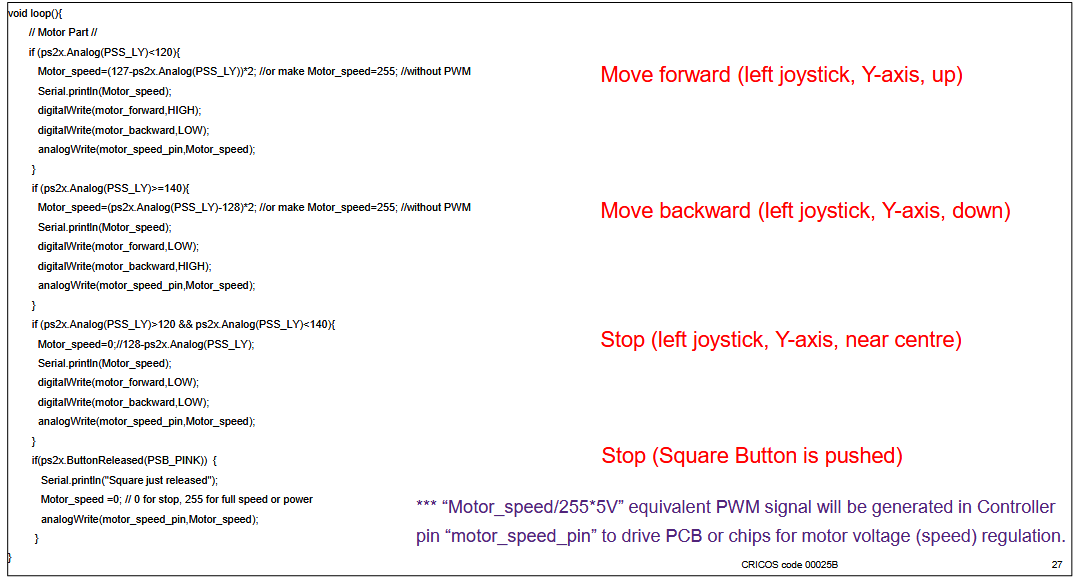 void loop(){
// Motor Part //
if (ps2x.Analog(PSS_LY)<120){
Motor_speed=(127-ps2x.Analog(PSS_LY))*2; //or make Motor_speed=255; //without PWM
Serial.println(Motor_speed);
digitalWrite(motor_forward,HIGH);
digitalWrite(motor_backward,LOW);
analogWrite(motor_speed_pin,Motor_speed);
}
Move forward (left joystick, Y-axis, up)
if (ps2x.Analog(PSS_LY)>=140){
Motor_speed=(ps2x.Analog(PSS_LY)-128)*2; //or make Motor_speed=255; //without PWM
Serial.println(Motor_speed);
digitalWrite(motor_forward,LOW);
digitalWrite(motor_backward,HIGH);
analogWrite(motor_speed_pin,Motor_speed);
}
Move backward (left joystick, Y-axis, down)
if (ps2x.Analog(PSS_LY)>120 && ps2x.Analog(PSS_LY)<140){
Motor_speed=0;//128-ps2x.Analog(PSS_LY);
Serial.println(Motor_speed);
digitalWrite(motor_forward,LOW);
digitalWrite(motor_backward,LOW);
analogWrite(motor_speed_pin,Motor_speed);
}
Stop (left joystick, Y-axis, near centre)
if(ps2x.ButtonReleased(PSB_PINK)) {
Serial.println("Square just released");
Motor_speed =0; // 0 for stop, 255 for full speed or power
analogWrite(motor_speed_pin,Motor_speed);
}
}
Stop (Square Button is pushed)
*** “Motor_speed/255*5V” equivalent PWM signal will be generated in Controller
pin “motor_speed_pin” to drive PCB or chips for motor voltage (speed) regulation.
CRICOS code 00025B
27